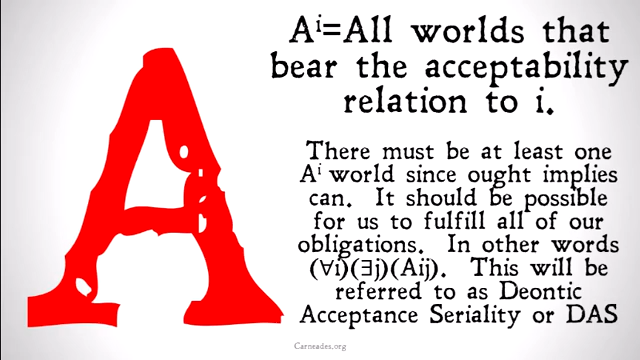 A
Aⁱ=All worlds that
bear the acceptability
relation to i.
There must be at least one
Aⁱ world since ought implies
can. It should be possible
for us to fulfill all of our
obligations. In other words
(∀i)(∃j)(Aij). This will be
referred to as Deontic
Acceptance Seriality or DAS
Carneades.org